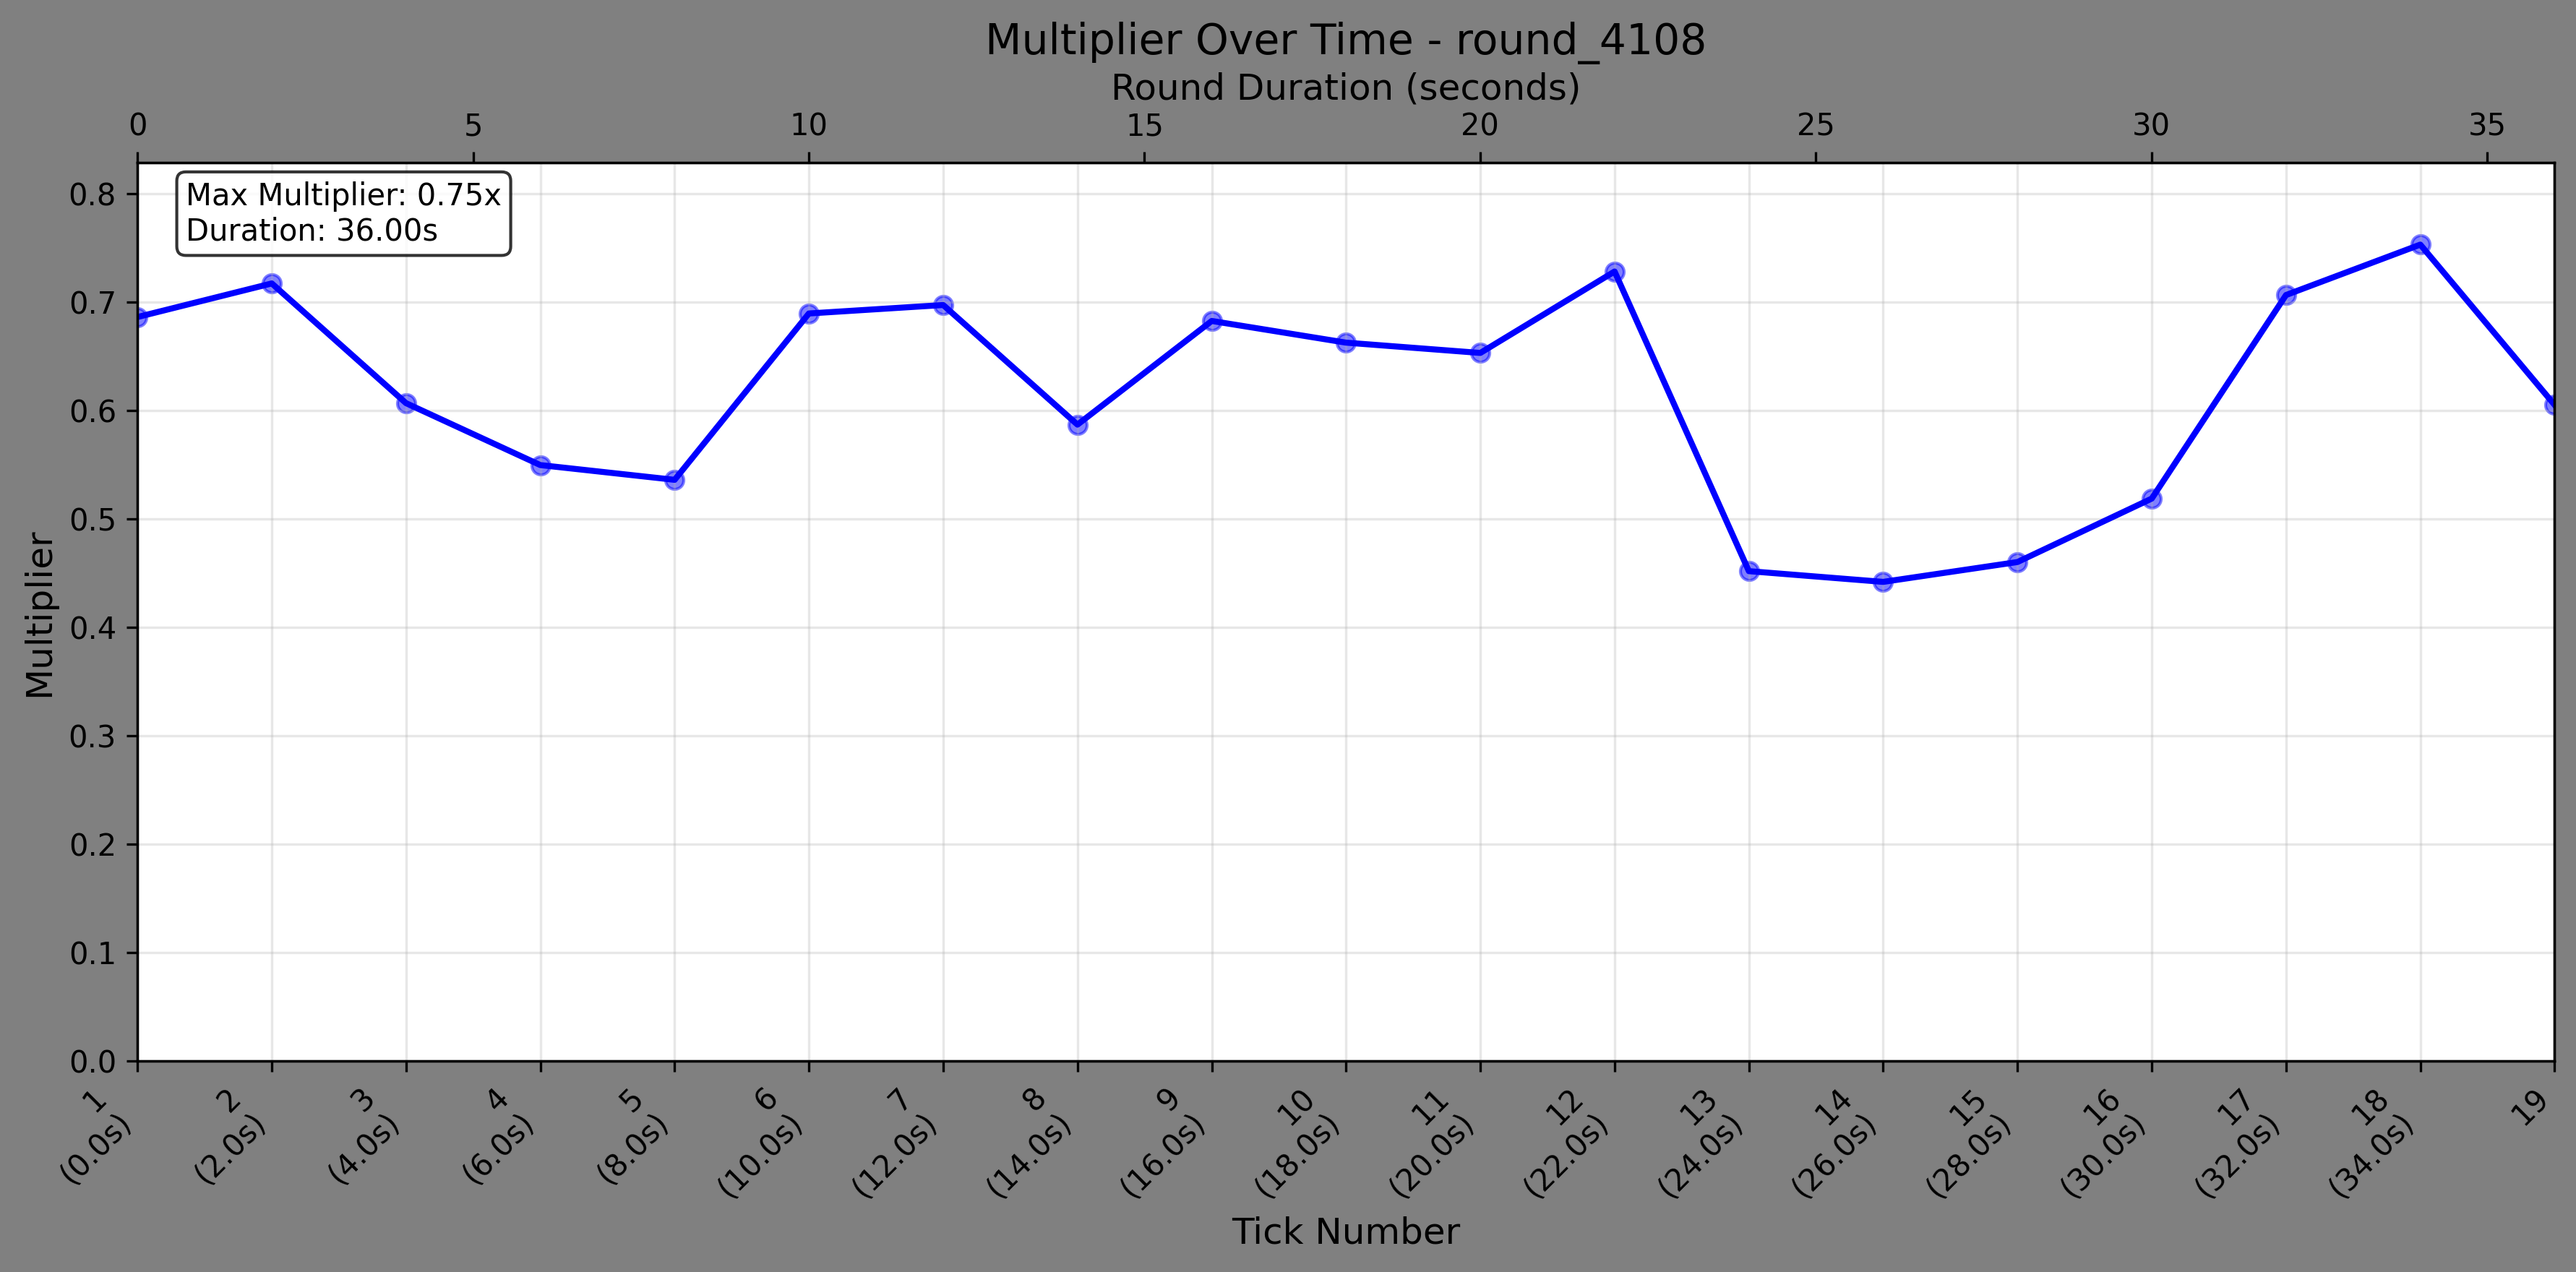 Multiplier Over Time - round_4108
Round Duration (seconds)
0 5 10 15 20 25 30 35
Max Multiplier: 0.75x
Duration: 36.00s
Multiplier
0.8
0.7
0.6
0.5
0.4
0.3
0.2
0.1
0.0
1
(0.0s)
2
(2.0s)
3
(4.0s)
4
(6.0s)
5
(8.0s)
6
(10.0s)
7
(12.0s)
8
(14.0s)
9
(16.0s)
10
(18.0s)
11
(20.0s)
12
(22.0s)
13
(24.0s)
14
(26.0s)
15
(28.0s)
16
(30.0s)
17
(32.0s)
18
(34.0s)
19
Tick Number